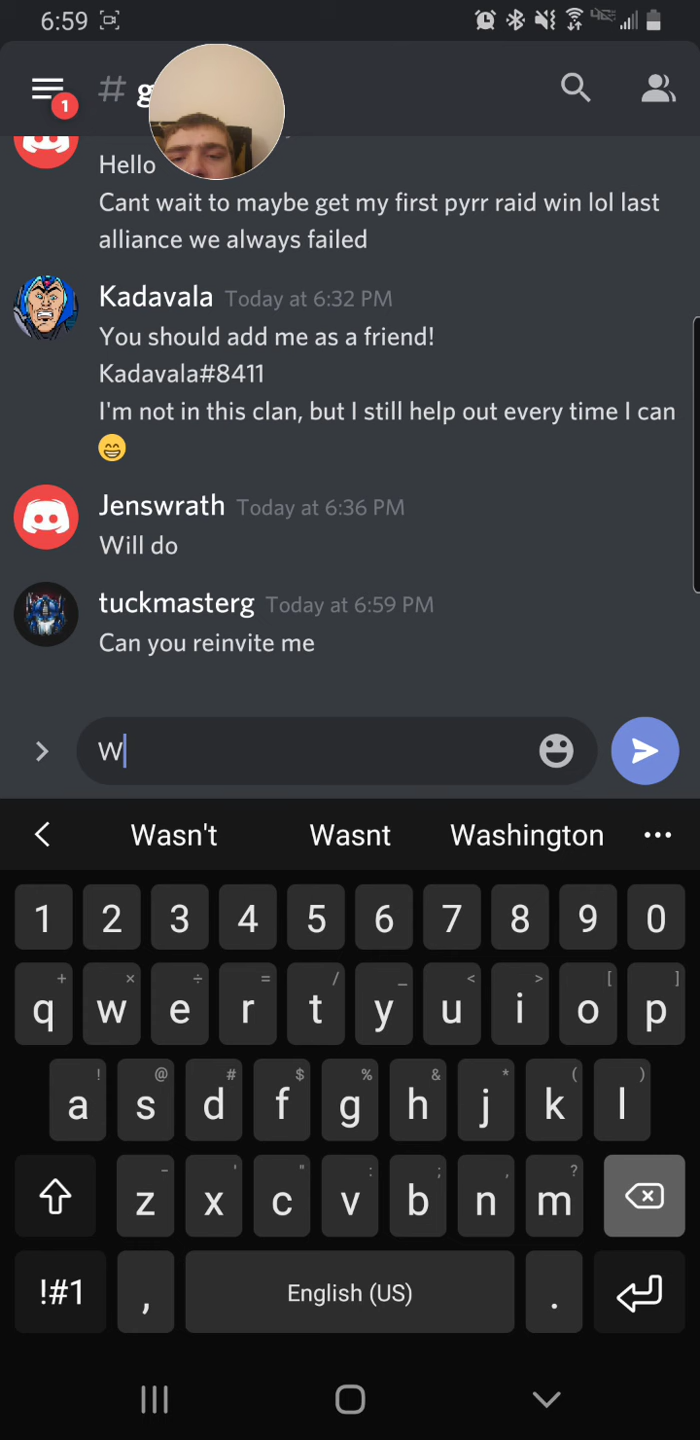 6:59
1
# g
Hello
Cant wait to maybe get my first pyrr raid win lol last
alliance we always failed
Kadavala Today at 6:32 PM
You should add me as a friend!
Kadavala#8411
I'm not in this clan, but I still help out every time I can
😁
Jenswrath Today at 6:36 PM
Will do
tuckmasterg Today at 6:59 PM
Can you reinvite me
W
Wasn't Wasnt Washington
1 2 3 4 5 6 7 8 9 0
+ × ÷ = / _ < > [ ]
q w e r t y u i o p
! @ # $ % & * ( )
a s d f g h j k l
- ' " : ; , ?
z x c v b n m
!#1 , English (US) .